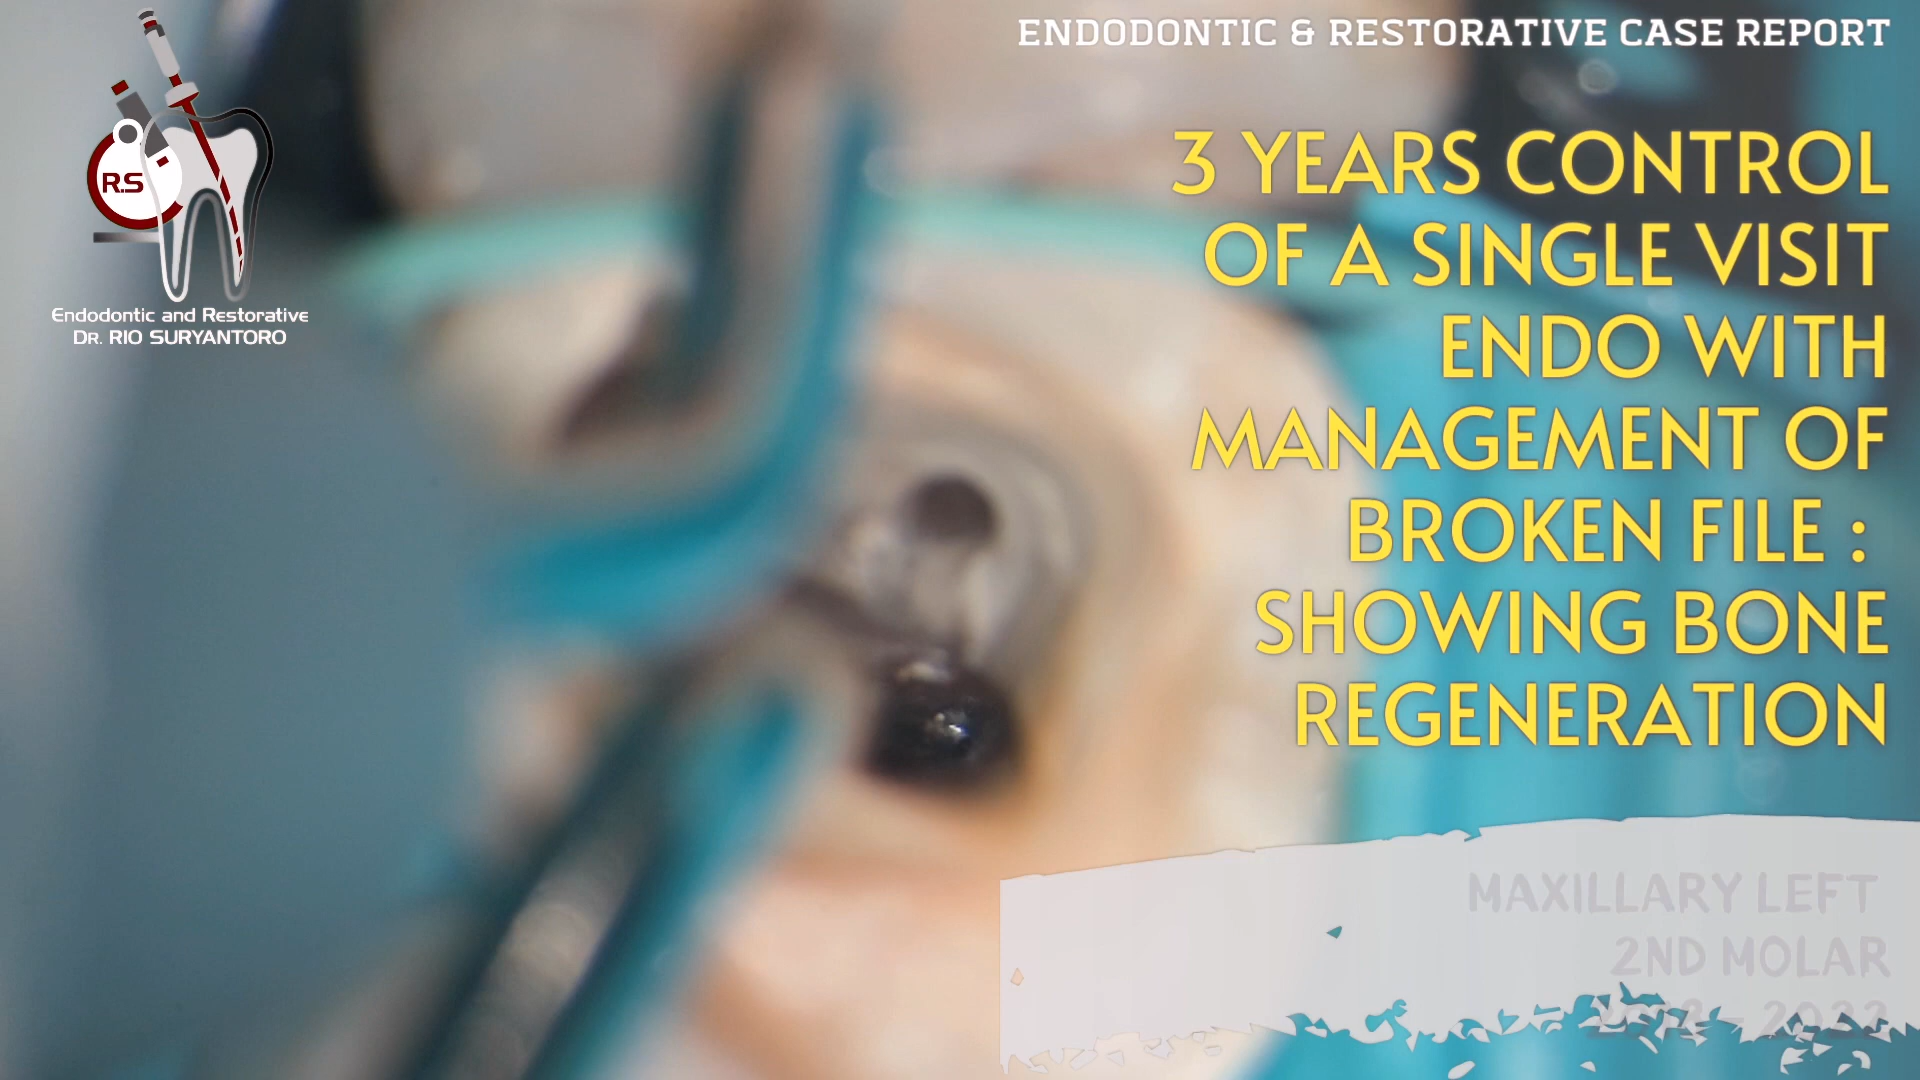 ENDODONTIC & RESTORATIVE CASE REPORT
R.S
Endodontic and Restorative
DR. RIO SURYANTORO
3 YEARS CONTROL
OF A SINGLE VISIT
ENDO WITH
MANAGEMENT OF
BROKEN FILE :
SHOWING BONE
REGENERATION
MAXILLARY LEFT
2ND MOLAR